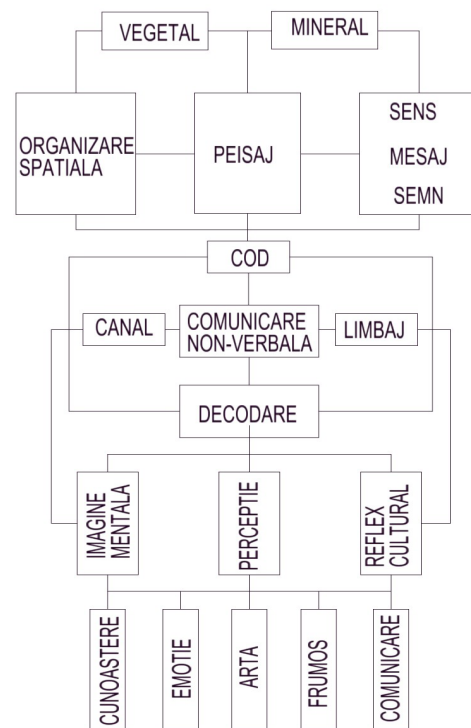 VEGETAL
MINERAL
ORGANIZARE
SPATIALA
PEISAJ
SENS
MESAJ
SEMN
COD
CANAL
COMUNICARE
NON-VERBALA
LIMBAJ
DECODARE
IMAGINE
MENTALA
PERCEPTIE
REFLEX
CULTURAL
CUNOASTERE
EMOTIE
ARTA
FRUMOS
COMUNICARE